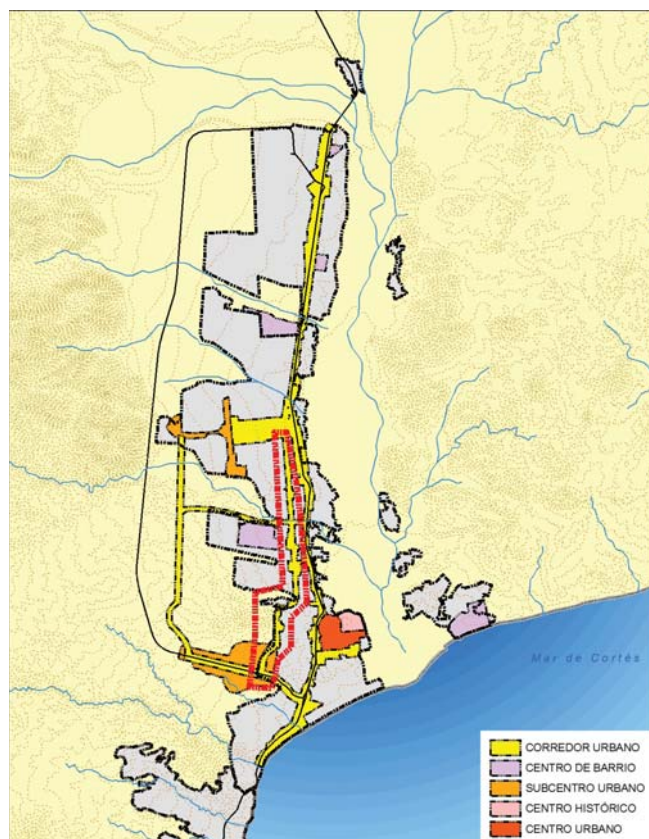 Mar de Cortés
CORREDOR URBANO
CENTRO DE BARRIO
SUBCENTRO URBANO
CENTRO HISTÓRICO
CENTRO URBANO